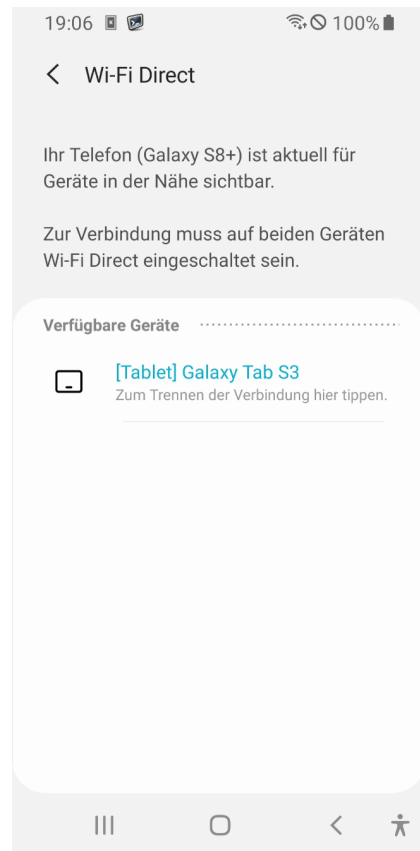 19:06 100%
Wi-Fi Direct
Ihr Telefon (Galaxy S8+) ist aktuell für
Geräte in der Nähe sichtbar.
Zur Verbindung muss auf beiden Geräten
Wi-Fi Direct eingeschaltet sein.
Verfügbare Geräte
[Tablet] Galaxy Tab S3
Zum Trennen der Verbindung hier tippen.